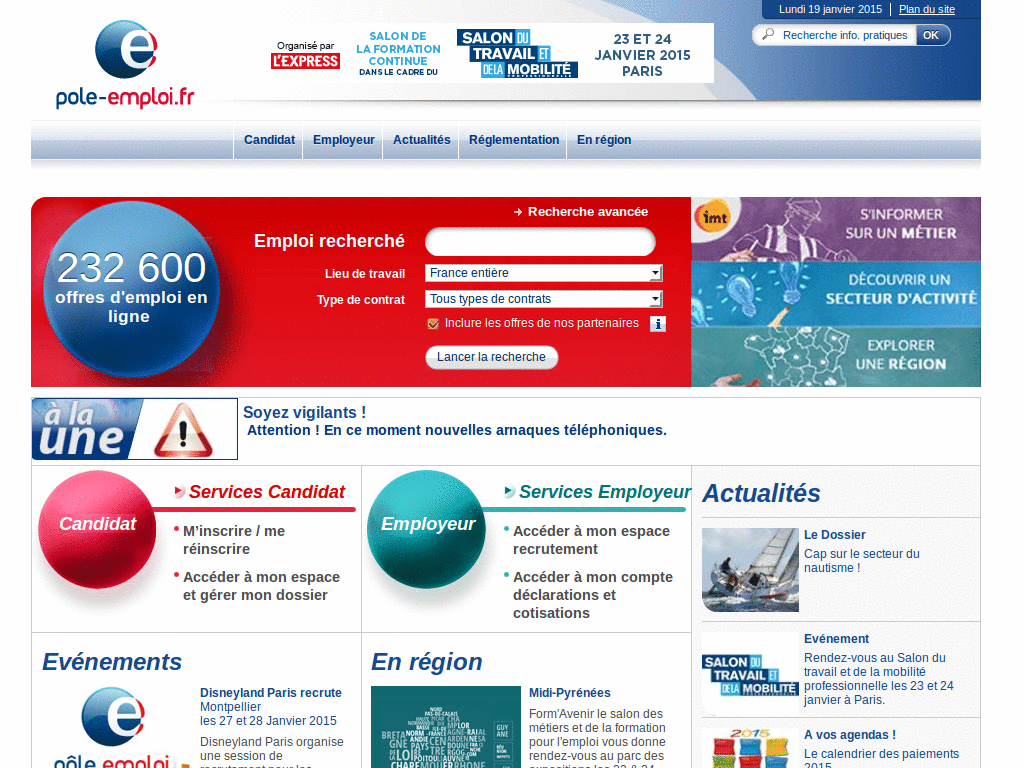 Lundi 19 janvier 2015
Plan du site
Recherche info. pratiques
OK
e
pole-emploi.fr
Organisé par
L'EXPRESS
SALON DE
LA FORMATION
CONTINUE
DANS LE CADRE DU
SALON DU
TRAVAIL ET
DE LA MOBILITÉ
PROFESSIONNELLE
23 ET 24
JANVIER 2015
PARIS
Candidat
Employeur
Actualités
Réglementation
En région
232 600
offres d'emploi en
ligne
Recherche avancée
Emploi recherché
Lieu de travail
France entière
Type de contrat
Tous types de contrats
Inclure les offres de nos partenaires
i
Lancer la recherche
imt
S'INFORMER
SUR UN MÉTIER
DÉCOUVRIR UN
SECTEUR D'ACTIVITÉ
EXPLORER
UNE RÉGION
à la
une
Soyez vigilants !
Attention ! En ce moment nouvelles arnaques téléphoniques.
Candidat
Services Candidat
M'inscrire / me
réinscrire
Accéder à mon espace
et gérer mon dossier
Employeur
Services Employeur
Accéder à mon espace
recrutement
Accéder à mon compte
déclarations et
cotisations
Actualités
Le Dossier
Cap sur le secteur du
nautisme !
SALON DU
TRAVAIL ET
DE LA MOBILITÉ
Evénement
Rendez-vous au Salon du
travail et de la mobilité
professionnelle les 23 et 24
janvier à Paris.
2015
A vos agendas !
Le calendrier des paiements
2015
Evénements
e
pôle emploi
Disneyland Paris recrute
Montpellier
les 27 et 28 Janvier 2015
Disneyland Paris organise
une session de
recrutement pour les
En région
Midi-Pyrénées
Form'Avenir le salon des
métiers et de la formation
pour l'emploi vous donne
rendez-vous au parc des
expositions les 22 & 24